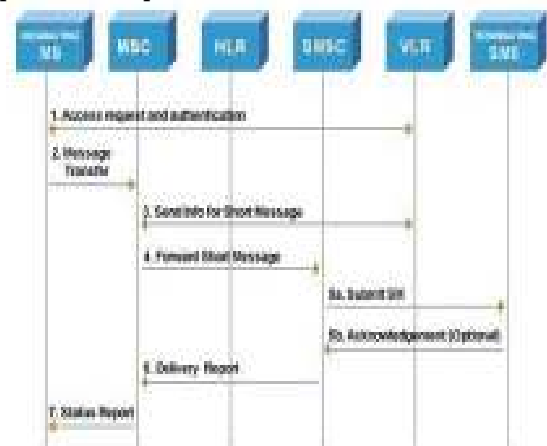 MS
MSC
HLR
SMSC
VLR
SME
1. Access request and authentication
2. Message
Transfer
3. Send Info for Short Message
4. Forward Short Message
5a. Submit SM
5b. Acknowledgement (Optional)
6. Delivery Report
7. Status Report